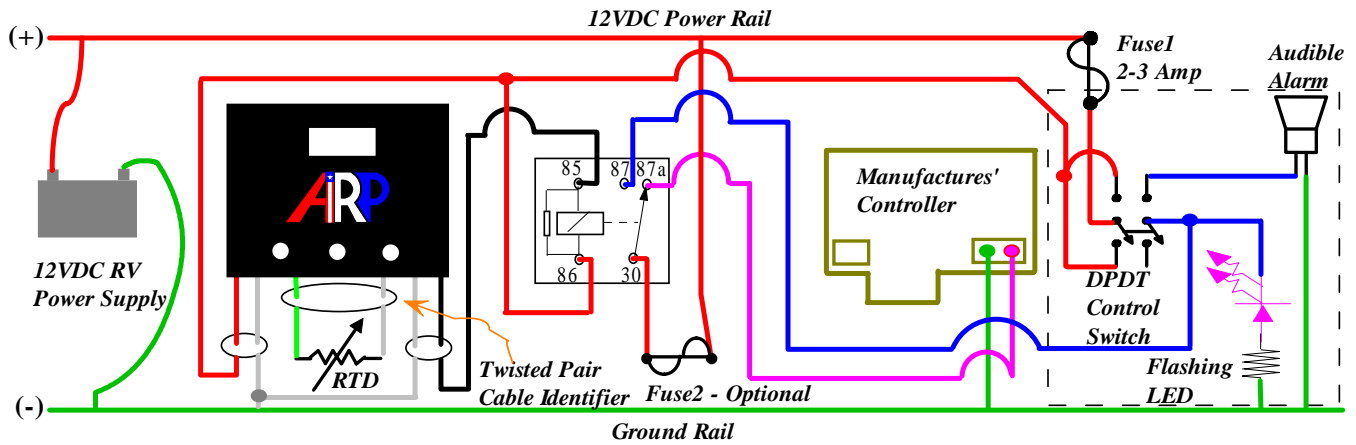 12VDC Power Rail
(+)
Fuse1
2-3 Amp
Audible
Alarm
ARP
85
87
87a
86
30
Manufactures'
Controller
12VDC RV
Power Supply
DPDT
Control
Switch
RTD
Twisted Pair
Cable Identifier
Fuse2 - Optional
Flashing
LED
(-)
Ground Rail